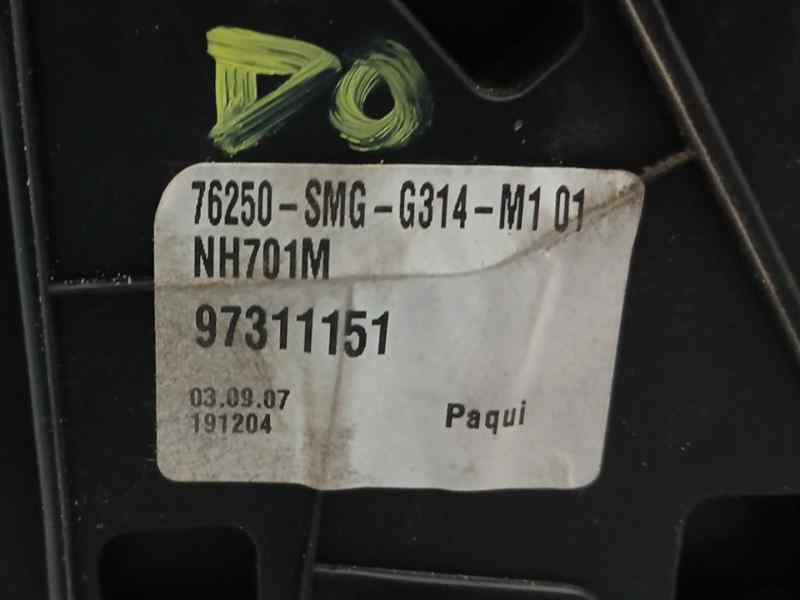 DO
76250-SMG-G314-M1 01
NH701M
97311151
03.09.07
191204
Paqui